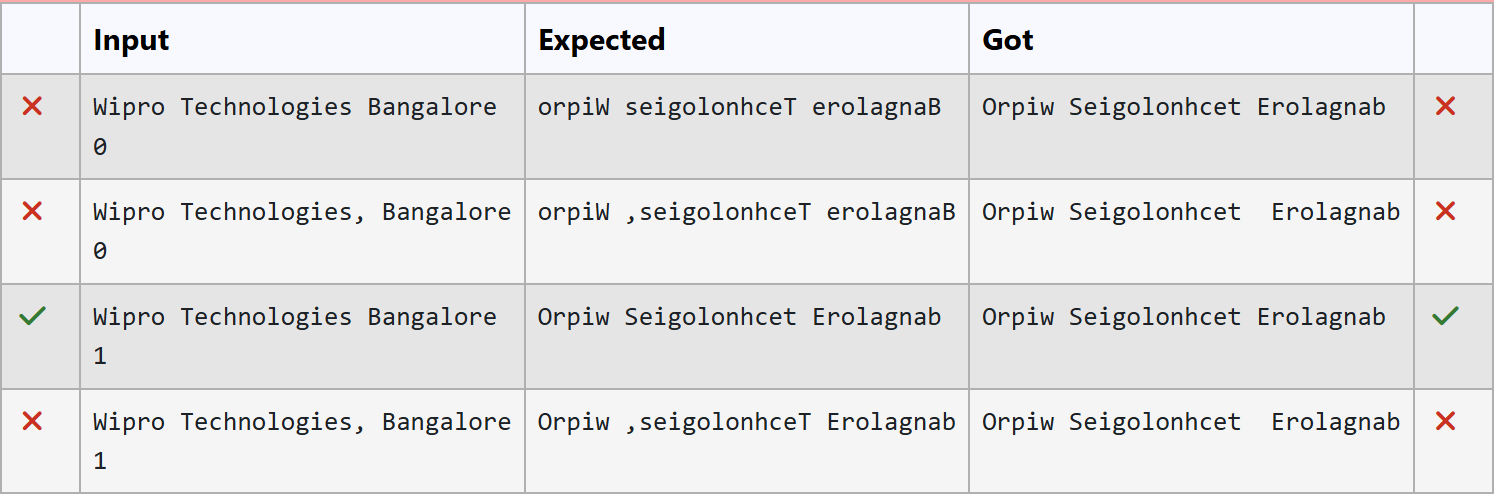 Input Expected Got
Wipro Technologies Bangalore orpiW seigolonhceT erolagnaB Orpiw Seigolonhcet Erolagnab
0
Wipro Technologies, Bangalore orpiW ,seigolonhceT erolagnaB Orpiw Seigolonhcet  Erolagnab
0
Wipro Technologies Bangalore Orpiw Seigolonhcet Erolagnab Orpiw Seigolonhcet Erolagnab
1
Wipro Technologies, Bangalore Orpiw ,seigolonhceT Erolagnab Orpiw Seigolonhcet  Erolagnab
1